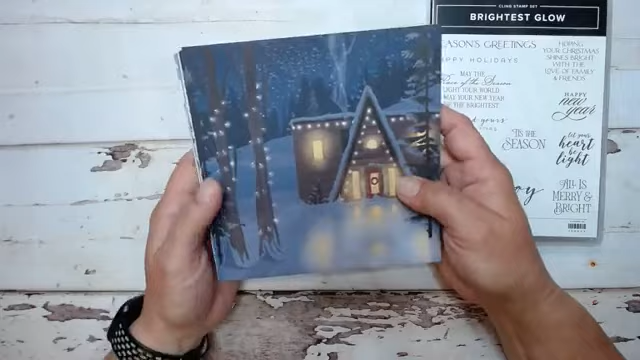 CLING STAMP SET
BRIGHTEST GLOW
SEASON'S GREETINGS
HAPPY HOLIDAYS
MAY THE
of the Season
LIGHT YOUR WORLD
MAY YOUR NEW YEAR
BE THE BRIGHTEST
HOPING
YOUR CHRISTMAS
SHINES BRIGHT
WITH THE
LOVE OF FAMILY
& FRIENDS
HAPPY
new
year
'TIS THE
SEASON
let your
heart
be
light
ALL IS
MERRY &
BRIGHT